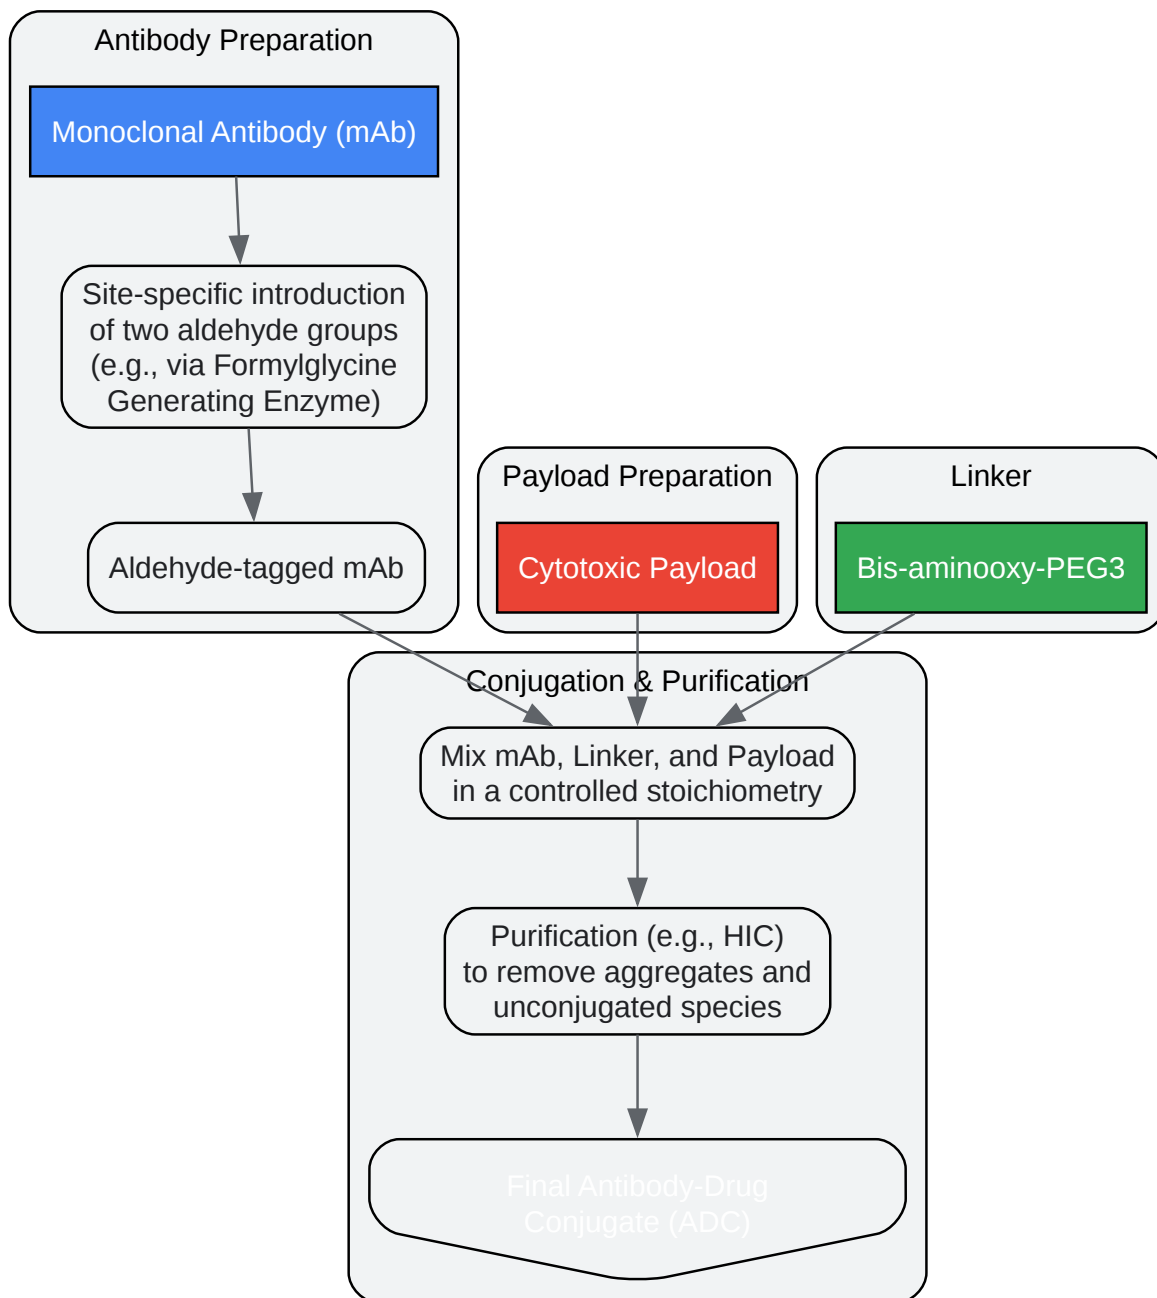 Antibody Preparation
Monoclonal Antibody (mAb)
Site-specific introduction
of two aldehyde groups
(e.g., via Formylglycine
Generating Enzyme)
Aldehyde-tagged mAb
Payload Preparation
Cytotoxic Payload
Linker
Bis-aminooxy-PEG3
Conjugation & Purification
Mix mAb, Linker, and Payload
in a controlled stoichiometry
Purification (e.g., HIC)
to remove aggregates and
unconjugated species
Final Antibody-Drug
Conjugate (ADC)